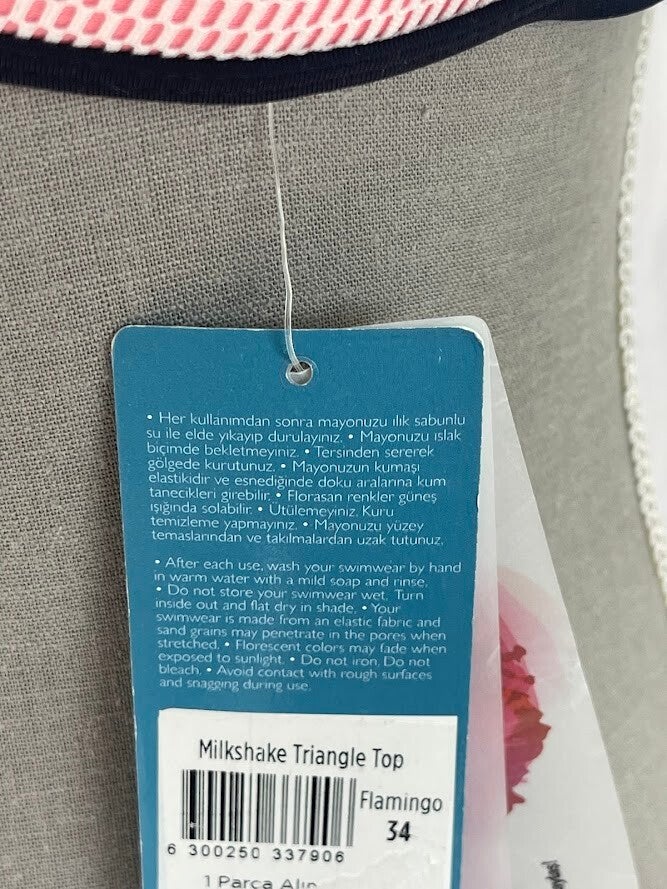 • Her kullanımdan sonra mayonuzu ılık sabunlu
su ile elde yıkayıp durulayınız. • Mayonuzu ıslak
biçimde bekletmeyiniz. • Tersinden sererek
gölgede kurutunuz. • Mayonuzun kumaşı
elastikidir ve esnediğinde doku aralarına kum
tanecikleri girebilir. • Florasan renkler güneş
ışığında solabilir. • Ütülemeyiniz. Kuru
temizleme yapmayınız. • Mayonuzu yüzey
temaslarından ve takılmalardan uzak tutunuz.
• After each use, wash your swimwear by hand
in warm water with a mild soap and rinse.
• Do not store your swimwear wet. Turn
inside out and flat dry in shade. • Your
swimwear is made from an elastic fabric and
sand grains may penetrate in the pores when
stretched. • Florescent colors may fade when
exposed to sunlight. • Do not iron. Do not
bleach. • Avoid contact with rough surfaces
and snagging during use.
Milkshake Triangle Top
Flamingo
34
6 300250 337906
1 Parça Alın